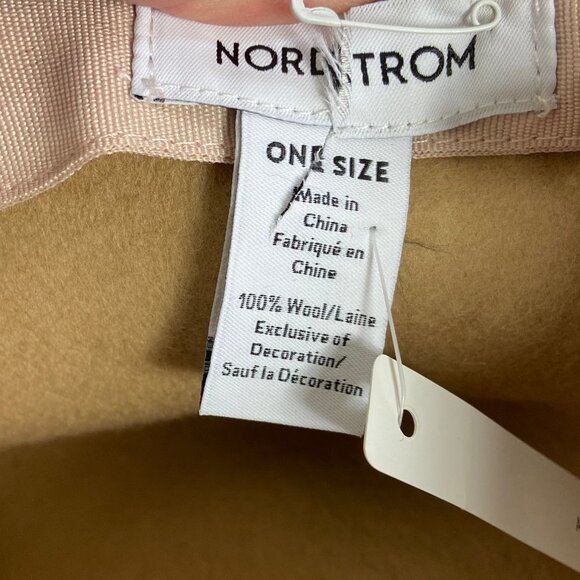 NORDSTROM
ONE SIZE
Made in
China
Fabriqué en
Chine
100% Wool/Laine
Exclusive of
Decoration/
Sauf la Décoration